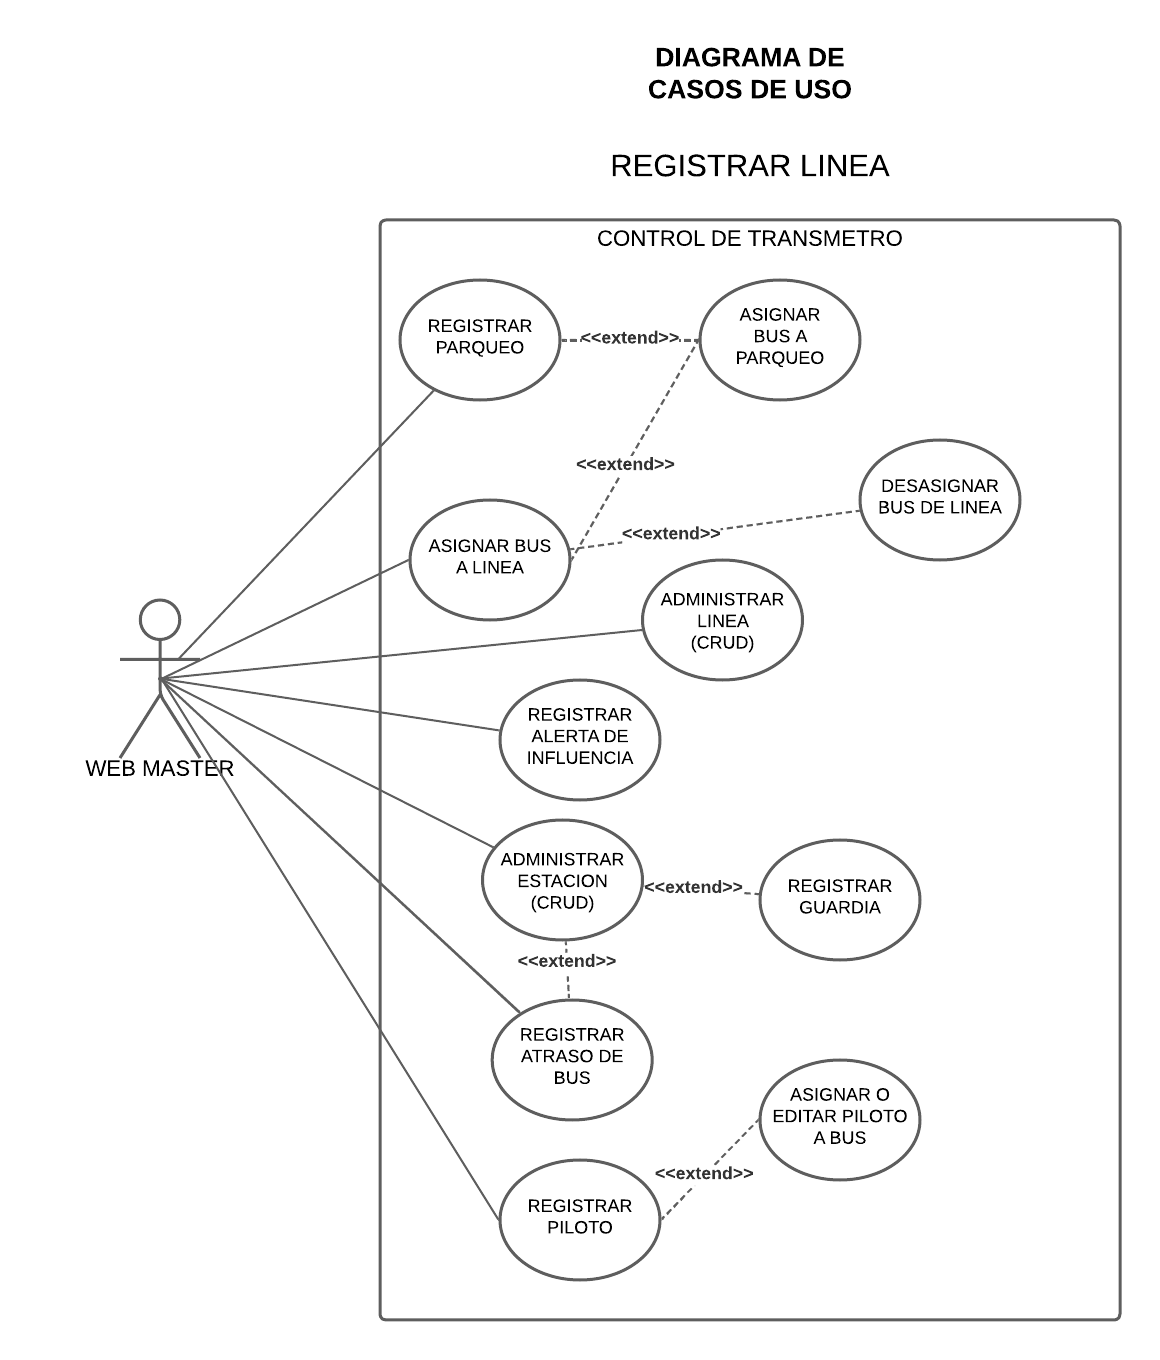 DIAGRAMA DE
CASOS DE USO
REGISTRAR LINEA
CONTROL DE TRANSMETRO
REGISTRAR
PARQUEO
<<extend>>
ASIGNAR
BUS A
PARQUEO
<<extend>>
DESASIGNAR
BUS DE LINEA
<<extend>>
ASIGNAR BUS
A LINEA
ADMINISTRAR
LINEA
(CRUD)
REGISTRAR
ALERTA DE
INFLUENCIA
WEB MASTER
ADMINISTRAR
ESTACION
(CRUD)
<<extend>>
REGISTRAR
GUARDIA
<<extend>>
REGISTRAR
ATRASO DE
BUS
ASIGNAR O
EDITAR PILOTO
A BUS
<<extend>>
REGISTRAR
PILOTO